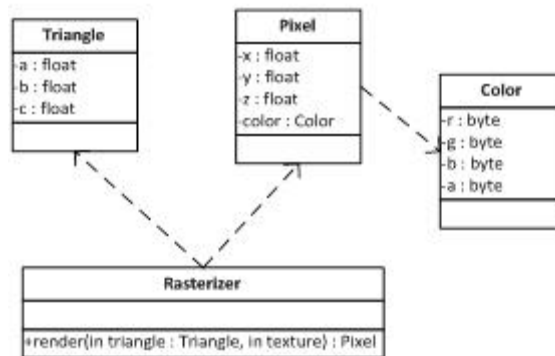 Triangle
-a : float
-b : float
-c : float
Pixel
-x : float
-y : float
-z : float
-color : Color
Color
-r : byte
-g : byte
-b : byte
-a : byte
Rasterizer
+render(in triangle : Triangle, in texture) : Pixel